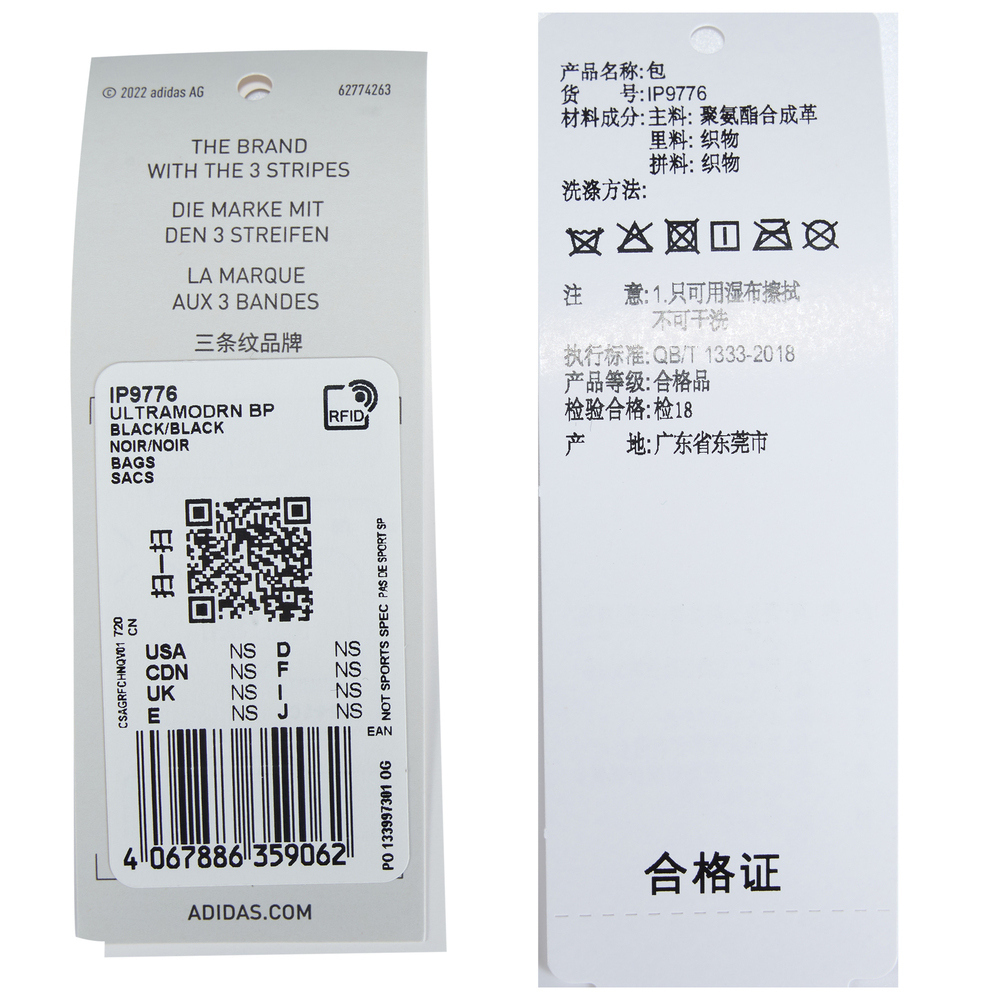 © 2022 adidas AG 62774263
THE BRAND
WITH THE 3 STRIPES
DIE MARKE MIT
DEN 3 STREIFEN
LA MARQUE
AUX 3 BANDES
三条纹品牌
IP9776
ULTRAMODRN BP
BLACK/BLACK
NOIR/NOIR
BAGS
SACS
RFID
扫一扫
CSAGRFCHNQV01 720
CN
NOT SPORTS SPEC PAS DE SPORT SP
USA NS D NS
CDN NS F NS
UK NS I NS
E NS J NS
EAN
PO 133997301 OG
4 067886 359062
ADIDAS.COM
产品名称:包
货 号:IP9776
材料成分:主料: 聚氨酯合成革
里料: 织物
拼料: 织物
洗涤方法:
注 意:1.只可用湿布擦拭
不可干洗
执行标准:QB/T 1333-2018
产品等级:合格品
检验合格:检18
产 地:广东省东莞市
合格证